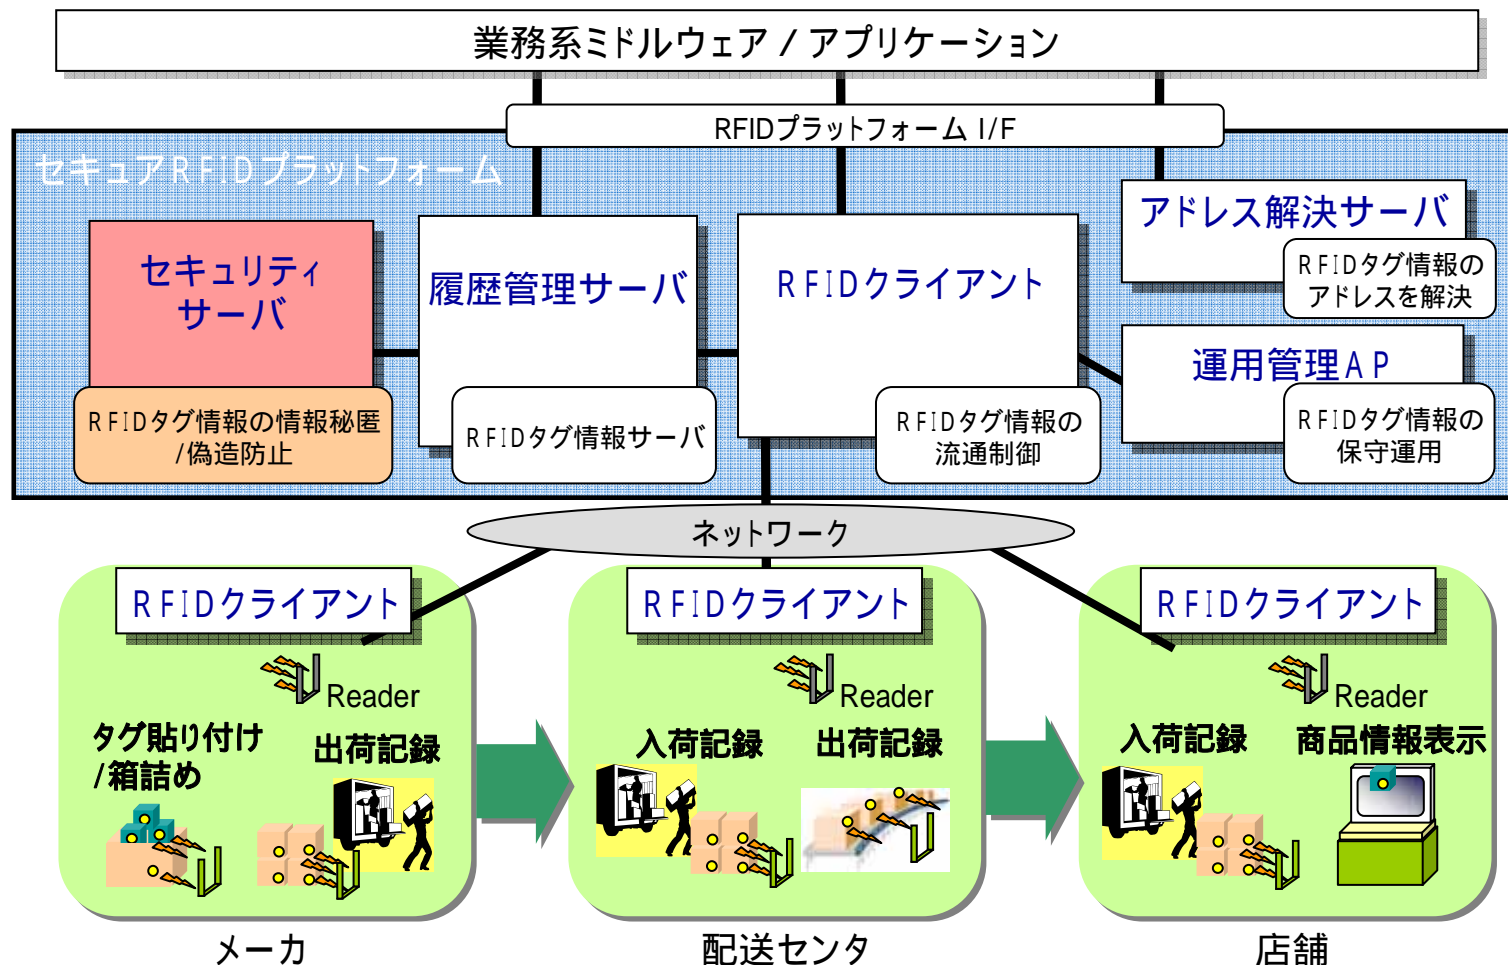 業務系ミドルウェア / アプリケーション
RFIDプラットフォーム I/F
セキュアRFIDプラットフォーム
セキュリティ
サーバ
RFIDタグ情報の情報秘匿
/偽造防止
履歴管理サーバ
RFIDタグ情報サーバ
RFIDクライアント
RFIDタグ情報の
流通制御
アドレス解決サーバ
RFIDタグ情報の
アドレスを解決
運用管理AP
RFIDタグ情報の
保守運用
ネットワーク
RFIDクライアント
Reader
タグ貼り付け
/箱詰め
出荷記録
メーカ
RFIDクライアント
Reader
入荷記録
出荷記録
配送センタ
RFIDクライアント
Reader
入荷記録
商品情報表示
店舗